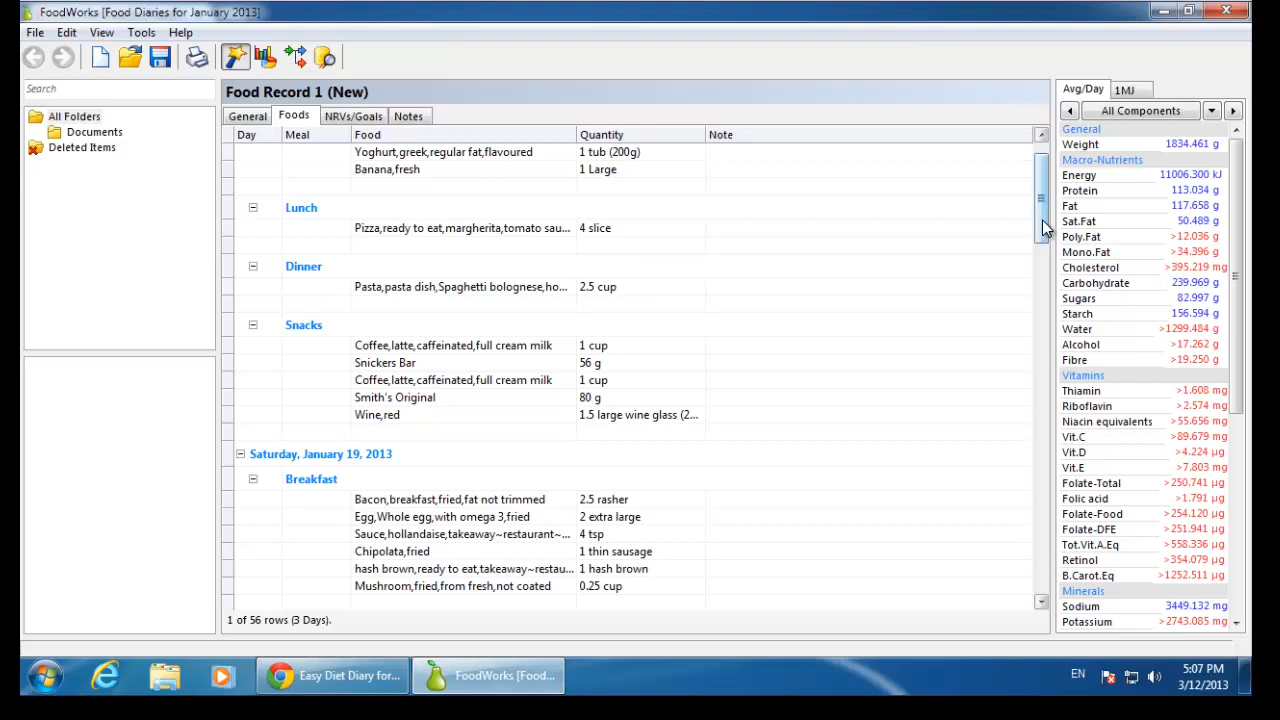 FoodWorks [Food Diaries for January 2013]
File Edit View Tools Help
Search
All Folders
Documents
Deleted Items
Food Record 1 (New)
General Foods NRVs/Goals Notes
Day Meal Food Quantity Note
Yoghurt,greek,regular fat,flavoured 1 tub (200g)
Banana,fresh 1 Large
Lunch
Pizza,ready to eat,margherita,tomato sau... 4 slice
Dinner
Pasta,pasta dish,Spaghetti bolognese,ho... 2.5 cup
Snacks
Coffee,latte,caffeinated,full cream milk 1 cup
Snickers Bar 56 g
Coffee,latte,caffeinated,full cream milk 1 cup
Smith's Original 80 g
Wine,red 1.5 large wine glass (2...
Saturday, January 19, 2013
Breakfast
Bacon,breakfast,fried,fat not trimmed 2.5 rasher
Egg,Whole egg,with omega 3,fried 2 extra large
Sauce,hollandaise,takeaway~restaurant~... 4 tsp
Chipolata,fried 1 thin sausage
hash brown,ready to eat,takeaway~restau... 1 hash brown
Mushroom,fried,from fresh,not coated 0.25 cup
1 of 56 rows (3 Days).
Avg/Day 1MJ
All Components
General
Weight 1834.461 g
Macro-Nutrients
Energy 11006.300 kJ
Protein 113.034 g
Fat 117.658 g
Sat.Fat 50.489 g
Poly.Fat >12.036 g
Mono.Fat >34.396 g
Cholesterol >395.219 mg
Carbohydrate 239.969 g
Sugars 82.997 g
Starch 156.594 g
Water >1299.484 g
Alcohol >17.262 g
Fibre >19.250 g
Vitamins
Thiamin >1.608 mg
Riboflavin >2.574 mg
Niacin equivalents >55.656 mg
Vit.C >89.679 mg
Vit.D >4.224 µg
Vit.E >7.803 mg
Folate-Total >250.741 µg
Folic acid >1.791 µg
Folate-Food >254.120 µg
Folate-DFE >251.941 µg
Tot.Vit.A.Eq >558.336 µg
Retinol >354.079 µg
B.Carot.Eq >1252.511 µg
Minerals
Sodium 3449.132 mg
Potassium >2743.085 mg
Easy Diet Diary for...
FoodWorks [Food...
EN
5:07 PM
3/12/2013